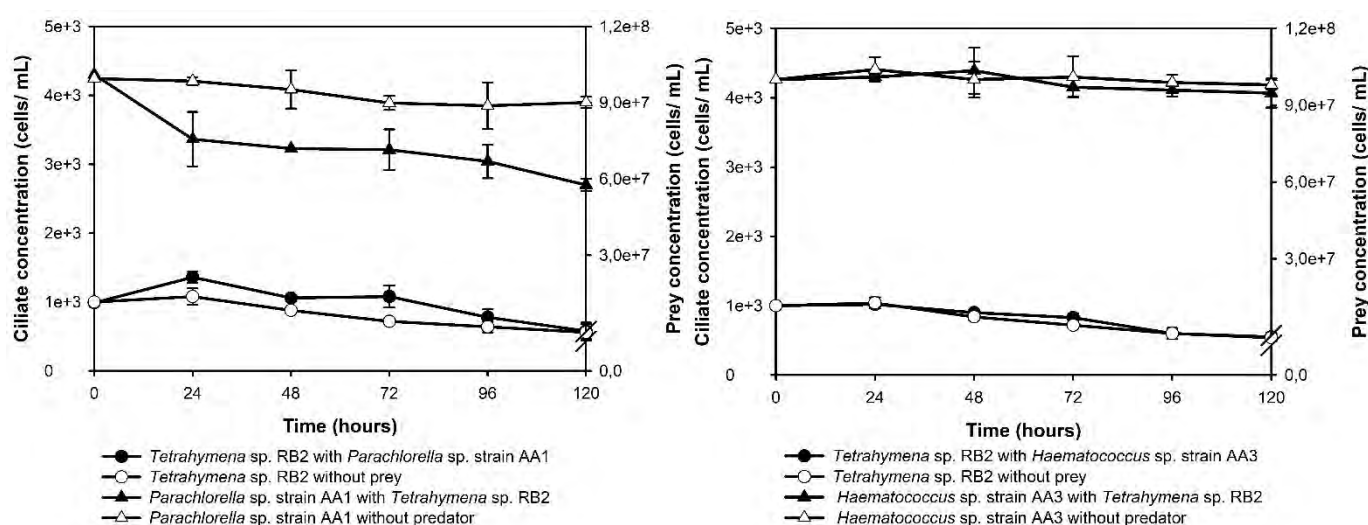 Ciliate concentration (cells/ mL)
5e+3
4e+3
3e+3
2e+3
1e+3
0
1,2e+8
9,0e+7
6,0e+7
3,0e+7
0,0
Prey concentration (cells/ mL)
0 24 48 72 96 120
Time (hours)
Tetrahymena sp. RB2 with Parachlorella sp. strain AA1
Tetrahymena sp. RB2 without prey
Parachlorella sp. strain AA1 with Tetrahymena sp. RB2
Parachlorella sp. strain AA1 without predator
Ciliate concentration (cells/ mL)
5e+3
4e+3
3e+3
2e+3
1e+3
0
1,2e+8
9,0e+7
6,0e+7
3,0e+7
0,0
Prey concentration (cells/ mL)
0 24 48 72 96 120
Time (hours)
Tetrahymena sp. RB2 with Haematococcus sp. strain AA3
Tetrahymena sp. RB2 without prey
Haematococcus sp. strain AA3 with Tetrahymena sp. RB2
Haematococcus sp. strain AA3 without predator